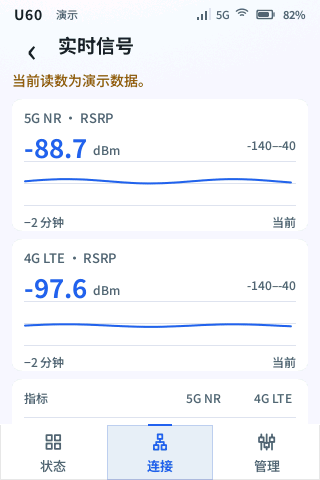 U60 演示 5G 82%
实时信号
当前读数为演示数据。
5G NR · RSRP
-88.7 dBm -140–-40
−2 分钟 当前
4G LTE · RSRP
-97.6 dBm -140–-40
−2 分钟 当前
指标 5G NR 4G LTE
状态 连接 管理